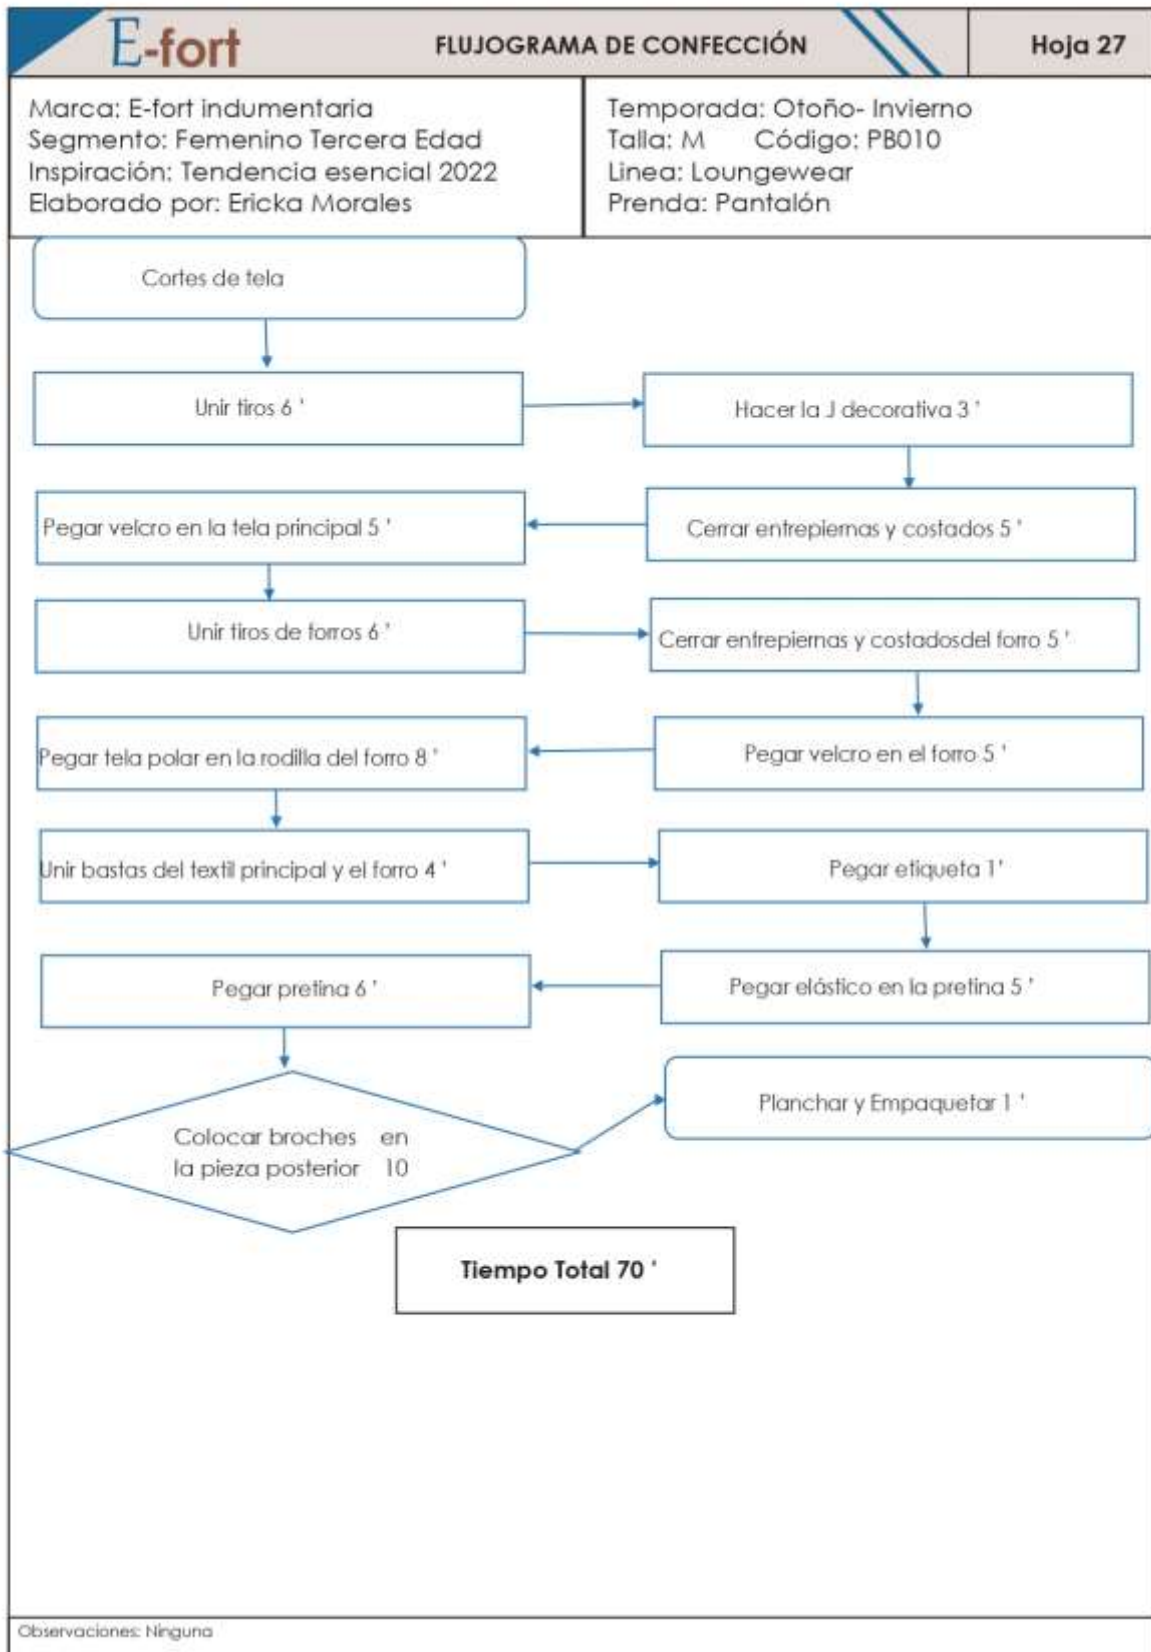 E-fort
FLUJOGRAMA DE CONFECCIÓN
Hoja 27
Marca: E-fort indumentaria
Segmento: Femenino Tercera Edad
Inspiración: Tendencia esencial 2022
Elaborado por: Ericka Morales
Temporada: Otoño- Invierno
Talla: M Código: PB010
Linea: Loungewear
Prenda: Pantalón
Cortes de tela
Unir tiros 6 '
Hacer la J decorativa 3 '
Cerrar entrepiernas y costados 5 '
Pegar velcro en la tela principal 5 '
Unir tiros de forros 6 '
Cerrar entrepiernas y costadosdel forro 5 '
Pegar velcro en el forro 5 '
Pegar tela polar en la rodilla del forro 8 '
Unir bastas del textil principal y el forro 4 '
Pegar etiqueta 1'
Pegar elástico en la pretina 5 '
Pegar pretina 6 '
Colocar broches en
la pieza posterior 10
Planchar y Empaquetar 1 '
Tiempo Total 70 '
Observaciones: Ninguna